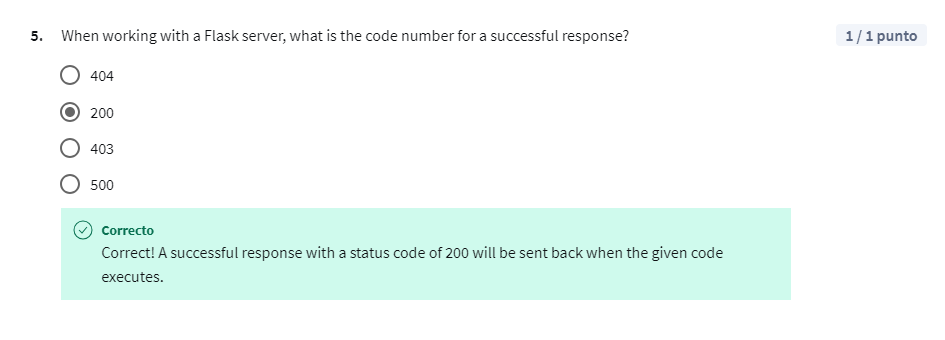 5. When working with a Flask server, what is the code number for a successful response?
1 / 1 punto
404
200
403
500
Correcto
Correct! A successful response with a status code of 200 will be sent back when the given code
executes.